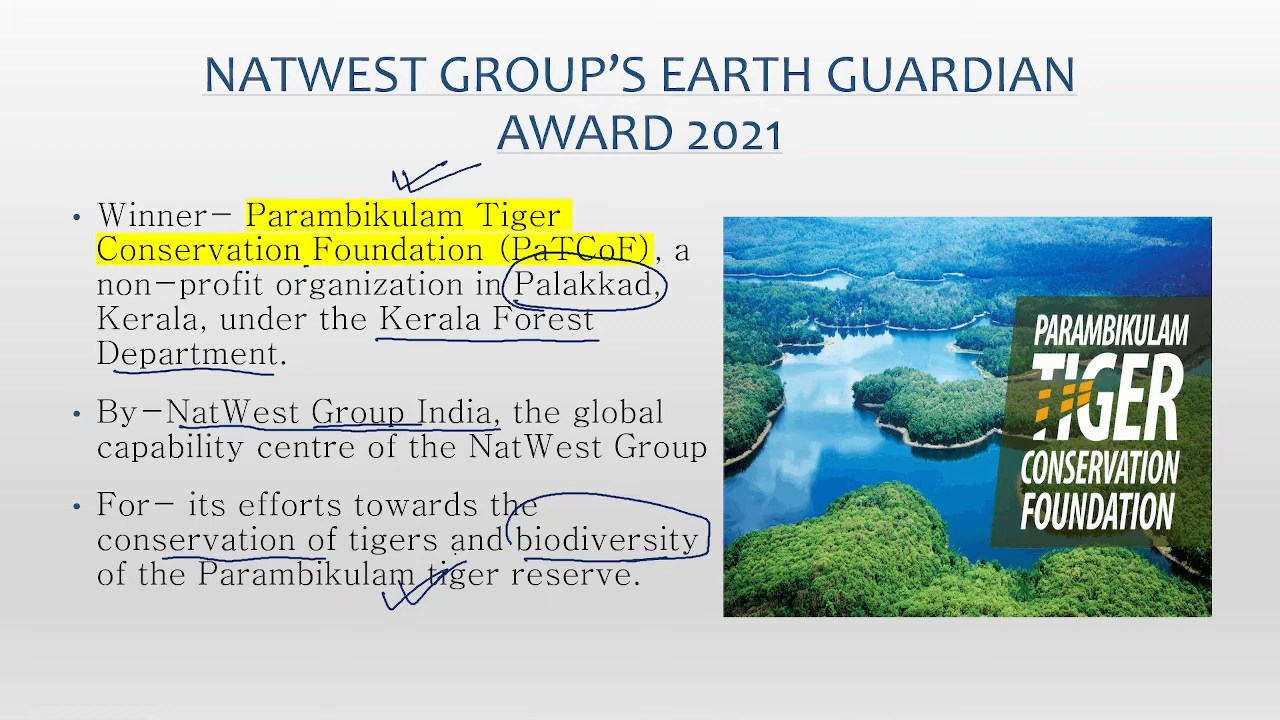 NATWEST GROUP’S EARTH GUARDIAN
AWARD 2021
• Winner– Parambikulam Tiger
Conservation Foundation (PaTCoF), a
non–profit organization in Palakkad,
Kerala, under the Kerala Forest
Department.
• By–NatWest Group India, the global
capability centre of the NatWest Group
• For– its efforts towards the
conservation of tigers and biodiversity
of the Parambikulam tiger reserve.
PARAMBIKULAM
TIGER
CONSERVATION
FOUNDATION